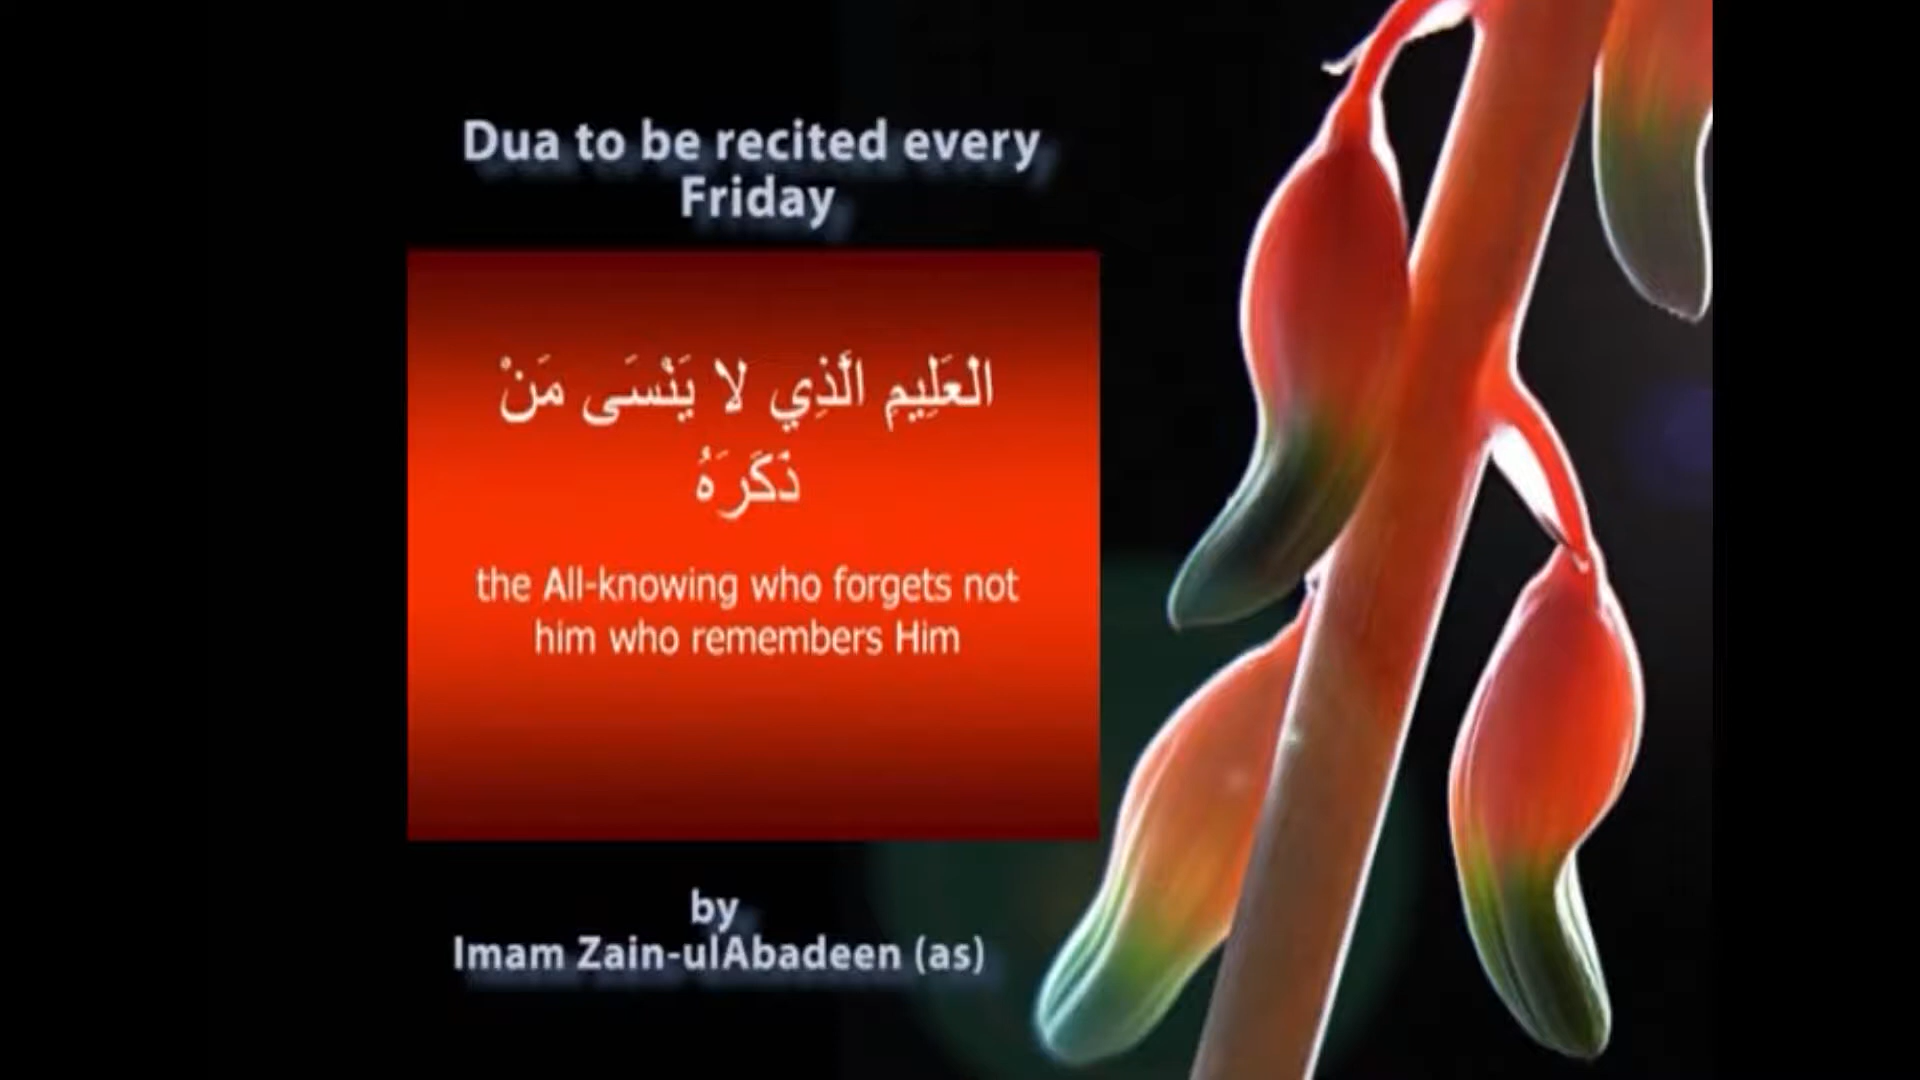 Dua to be recited every
Friday
الْعَلِيمِ الَّذِي لا يَنْسَى مَنْ
ذَكَرَهُ
the All-knowing who forgets not
him who remembers Him
by
Imam Zain-ulAbadeen (as)